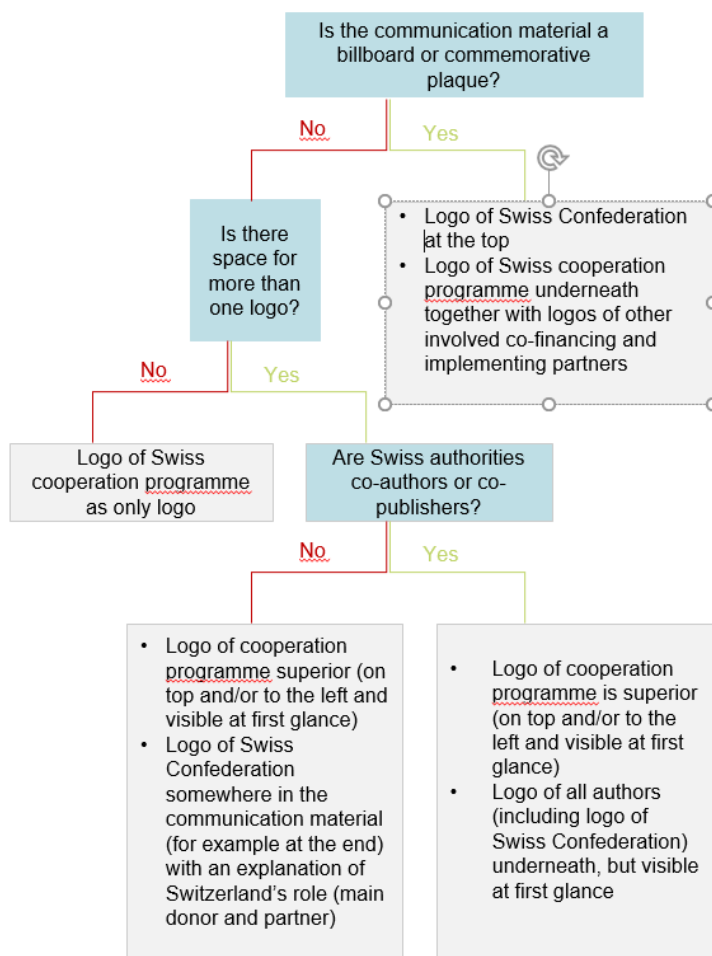 Is the communication material a
billboard or commemorative
plaque?
No
Yes
Is there
space for
more than
one logo?
• Logo of Swiss Confederation
at the top
• Logo of Swiss cooperation
programme underneath
together with logos of other
involved co-financing and
implementing partners
No
Yes
Logo of Swiss
cooperation programme
as only logo
Are Swiss authorities
co-authors or co-
publishers?
No
Yes
• Logo of cooperation
programme superior (on
top and/or to the left and
visible at first glance)
• Logo of Swiss
Confederation
somewhere in the
communication material
(for example at the end)
with an explanation of
Switzerland’s role (main
donor and partner)
• Logo of cooperation
programme is superior
(on top and/or to the
left and visible at first
glance)
• Logo of all authors
(including logo of
Swiss Confederation)
underneath, but visible
at first glance